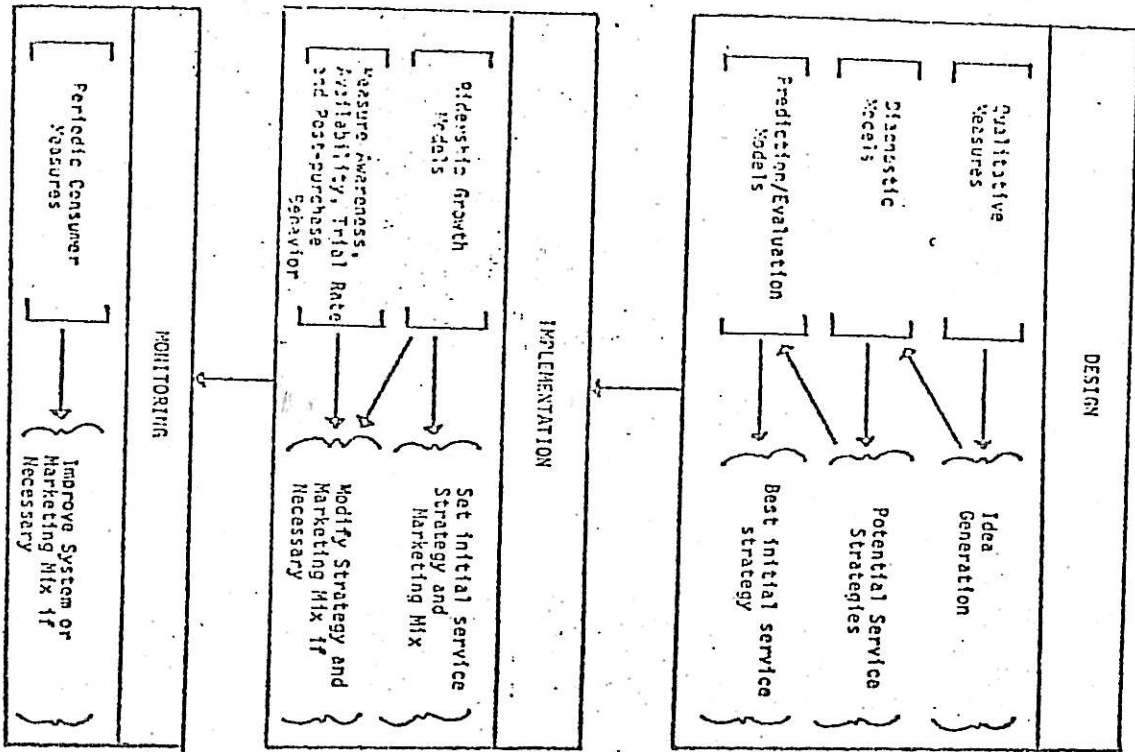 DESIGN
Qualitative
Measures
Idea
Generation
Diagnostic
Models
Potential Service
Strategies
Prediction/Evaluation
Models
Best initial service
strategy
IMPLEMENTATION
Ridership Growth
Models
Set initial service
Strategy and
Marketing Mix
Measure Awareness,
Availability, Trial Rate
and Post-purchase
Behavior
Modify Strategy and
Marketing Mix if
Necessary
MONITORING
Periodic Consumer
Measures
Improve System or
Marketing Mix if
Necessary